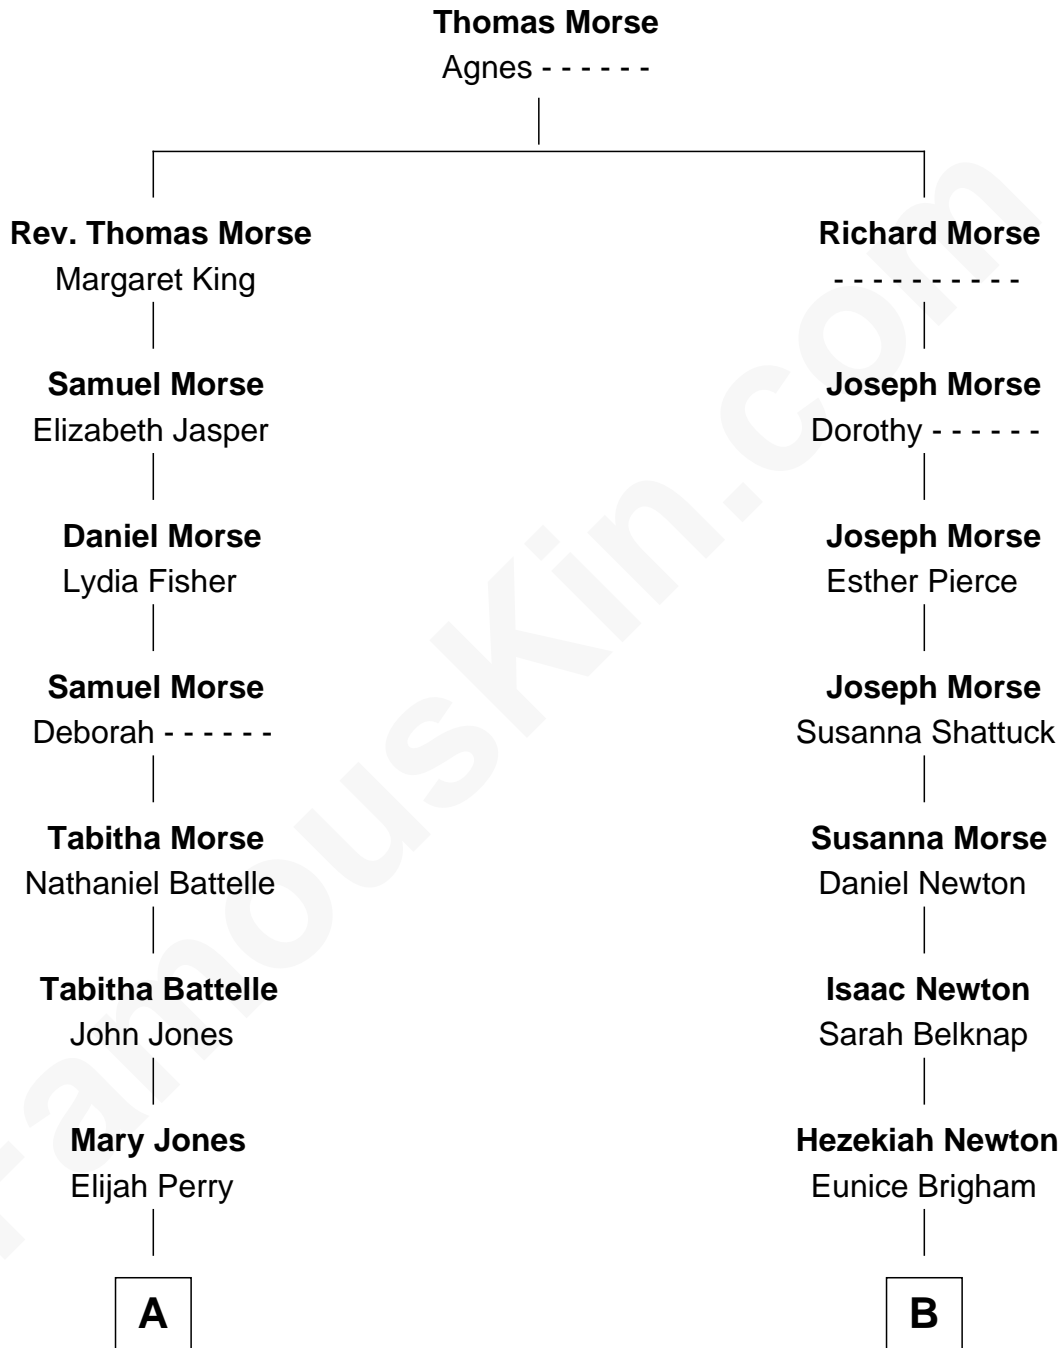 Thomas Morse
Agnes - - - - - -
Rev. Thomas Morse
Margaret King
Richard Morse
- - - - - - - - - -
Samuel Morse
Elizabeth Jasper
Joseph Morse
Dorothy - - - - - -
Daniel Morse
Lydia Fisher
Joseph Morse
Esther Pierce
Samuel Morse
Deborah - - - - - -
Joseph Morse
Susanna Shattuck
Tabitha Morse
Nathaniel Battelle
Susanna Morse
Daniel Newton
Tabitha Battelle
John Jones
Isaac Newton
Sarah Belknap
Mary Jones
Elijah Perry
Hezekiah Newton
Eunice Brigham
A
B
FamousKin.com